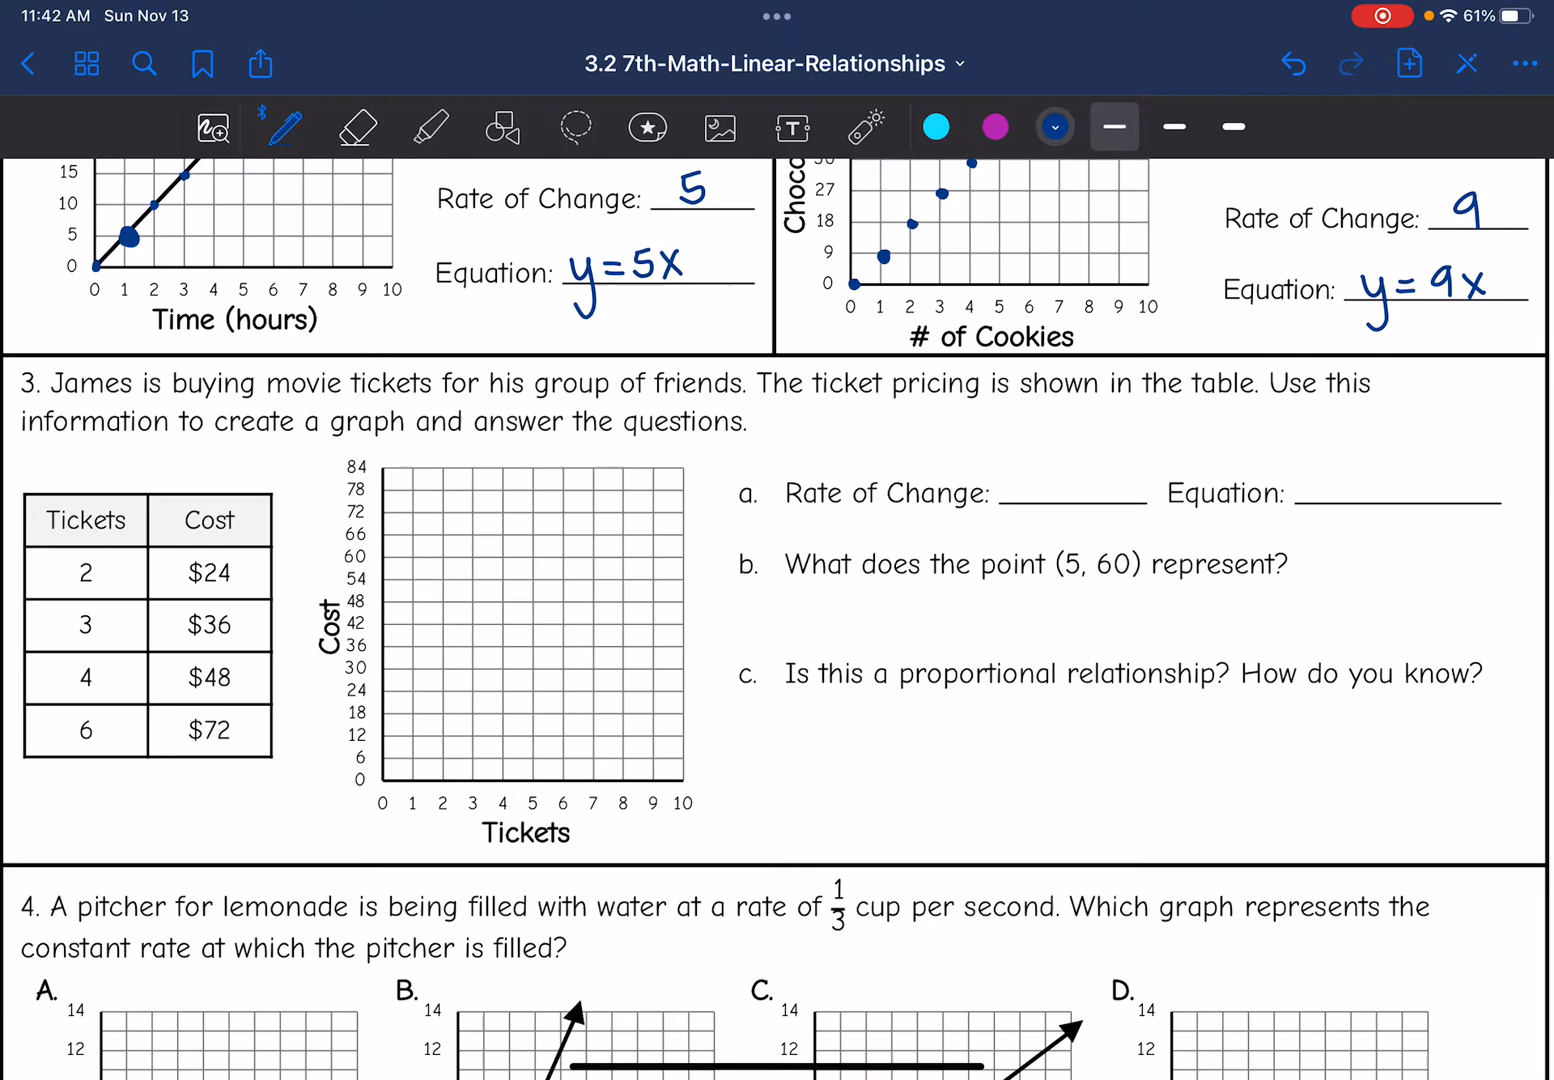 11:42 AM Sun Nov 13
61%
3.2 7th-Math-Linear-Relationships
15
10
5
0
0 1 2 3 4 5 6 7 8 9 10
Time (hours)
Rate of Change: 5
Equation: y=5x
Choco
36
27
18
9
0
0 1 2 3 4 5 6 7 8 9 10
# of Cookies
Rate of Change: 9
Equation: y=9x
3. James is buying movie tickets for his group of friends. The ticket pricing is shown in the table. Use this
information to create a graph and answer the questions.
Tickets Cost
2 $24
3 $36
4 $48
6 $72
Cost
84
78
72
66
60
54
48
42
36
30
24
18
12
6
0
0 1 2 3 4 5 6 7 8 9 10
Tickets
a. Rate of Change: ________ Equation: ________
b. What does the point (5, 60) represent?
c. Is this a proportional relationship? How do you know?
4. A pitcher for lemonade is being filled with water at a rate of 1/3 cup per second. Which graph represents the
constant rate at which the pitcher is filled?
A. B. C. D.
14 14 14 14
12 12 12 12